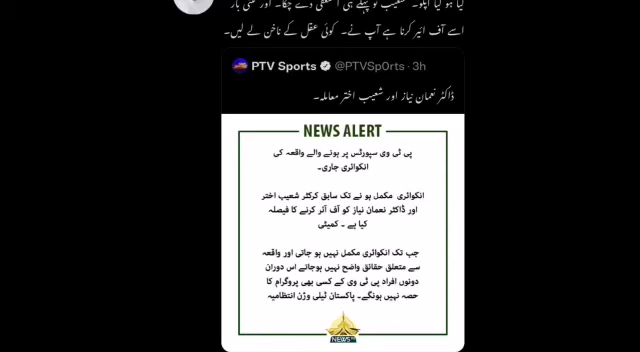 کیا ہو گیا آپکو۔ شعیب تو پہلے ہی استعفی دے چکا۔ اور کتنی بار
اسے آف ائیر کرنا ہے آپ نے۔ کوئی عقل کے ناخن لے لیں۔
PTV Sports @PTVSp0rts · 3h
ڈاکٹر نعمان نیاز اور شعیب اختر معاملہ۔
NEWS ALERT
پی ٹی وی سپورٹس پر ہونے والے واقعہ کی
انکوائری جاری۔
انکوائری مکمل ہو نے تک سابق کرکٹر شعیب اختر
اور ڈاکٹر نعمان نیاز کو آف آئر کرنے کا فیصلہ
کیا ہے ۔ کمیٹی
جب تک انکوائری مکمل نہیں ہو جاتی اور واقعہ
سے متعلق حقائق واضح نہیں ہوجاتے اس دوران
دونوں افراد پی ٹی وی کے کسی بھی پروگرام کا
حصہ نہیں ہونگے۔ پاکستان ٹیلی وژن انتظامیہ
NEWS